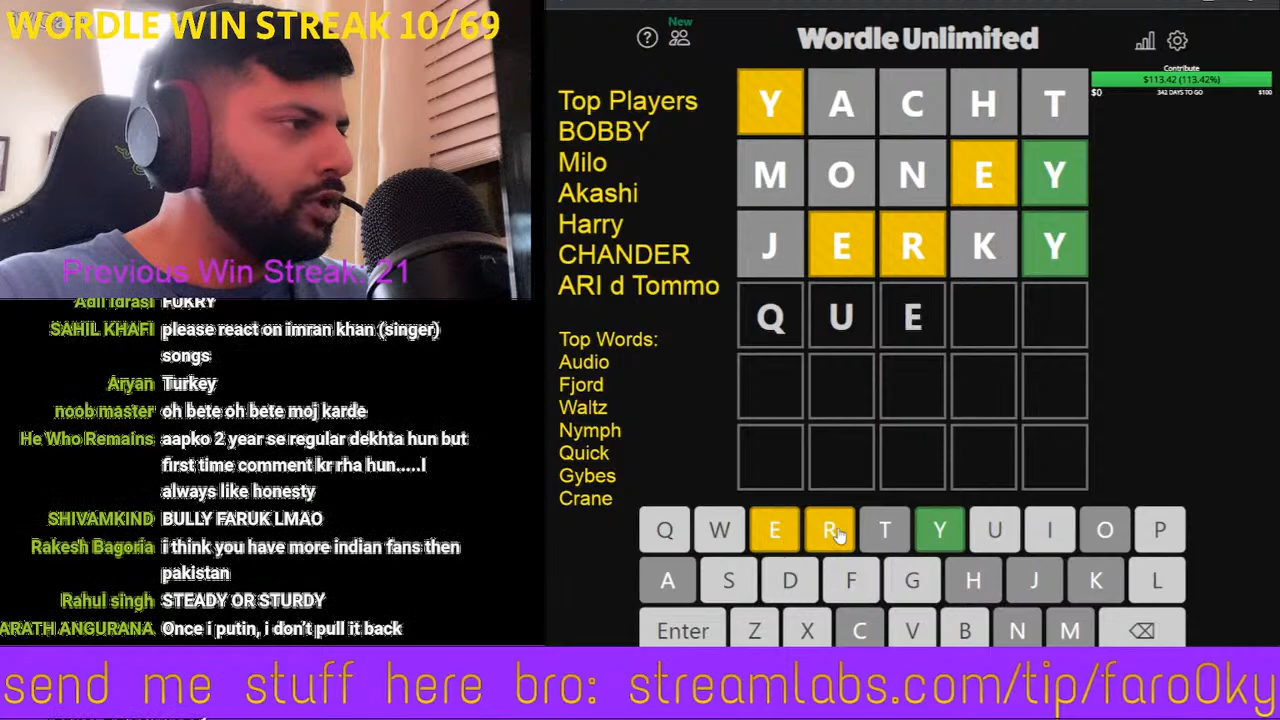 WORDLE WIN STREAK 10/69
Previous Win Streak: 21
Adil Idrasi FUKRY
SAHIL KHAFI please react on imran khan (singer)
songs
Aryan Turkey
noob master oh bete oh bete moj karde
He Who Remains aapko 2 year se regular dekhta hun but
first time comment kr rha hun.....I
always like honesty
SHIVAMKIND BULLY FARUK LMAO
Rakesh Bagoria i think you have more indian fans then
pakistan
Rahul singh STEADY OR STURDY
ARATH ANGURANA Once i putin, i don't pull it back
New
Wordle Unlimited
Contribute
$113.42 (113.42%)
$0 342 DAYS TO GO $100
Top Players
BOBBY
Milo
Akashi
Harry
CHANDER
ARI d Tommo
Top Words:
Audio
Fjord
Waltz
Nymph
Quick
Gybes
Crane
Y A C H T
M O N E Y
J E R K Y
Q U E
Q W E R T Y U I O P
A S D F G H J K L
Enter Z X C V B N M
send me stuff here bro: streamlabs.com/tip/faro0ky